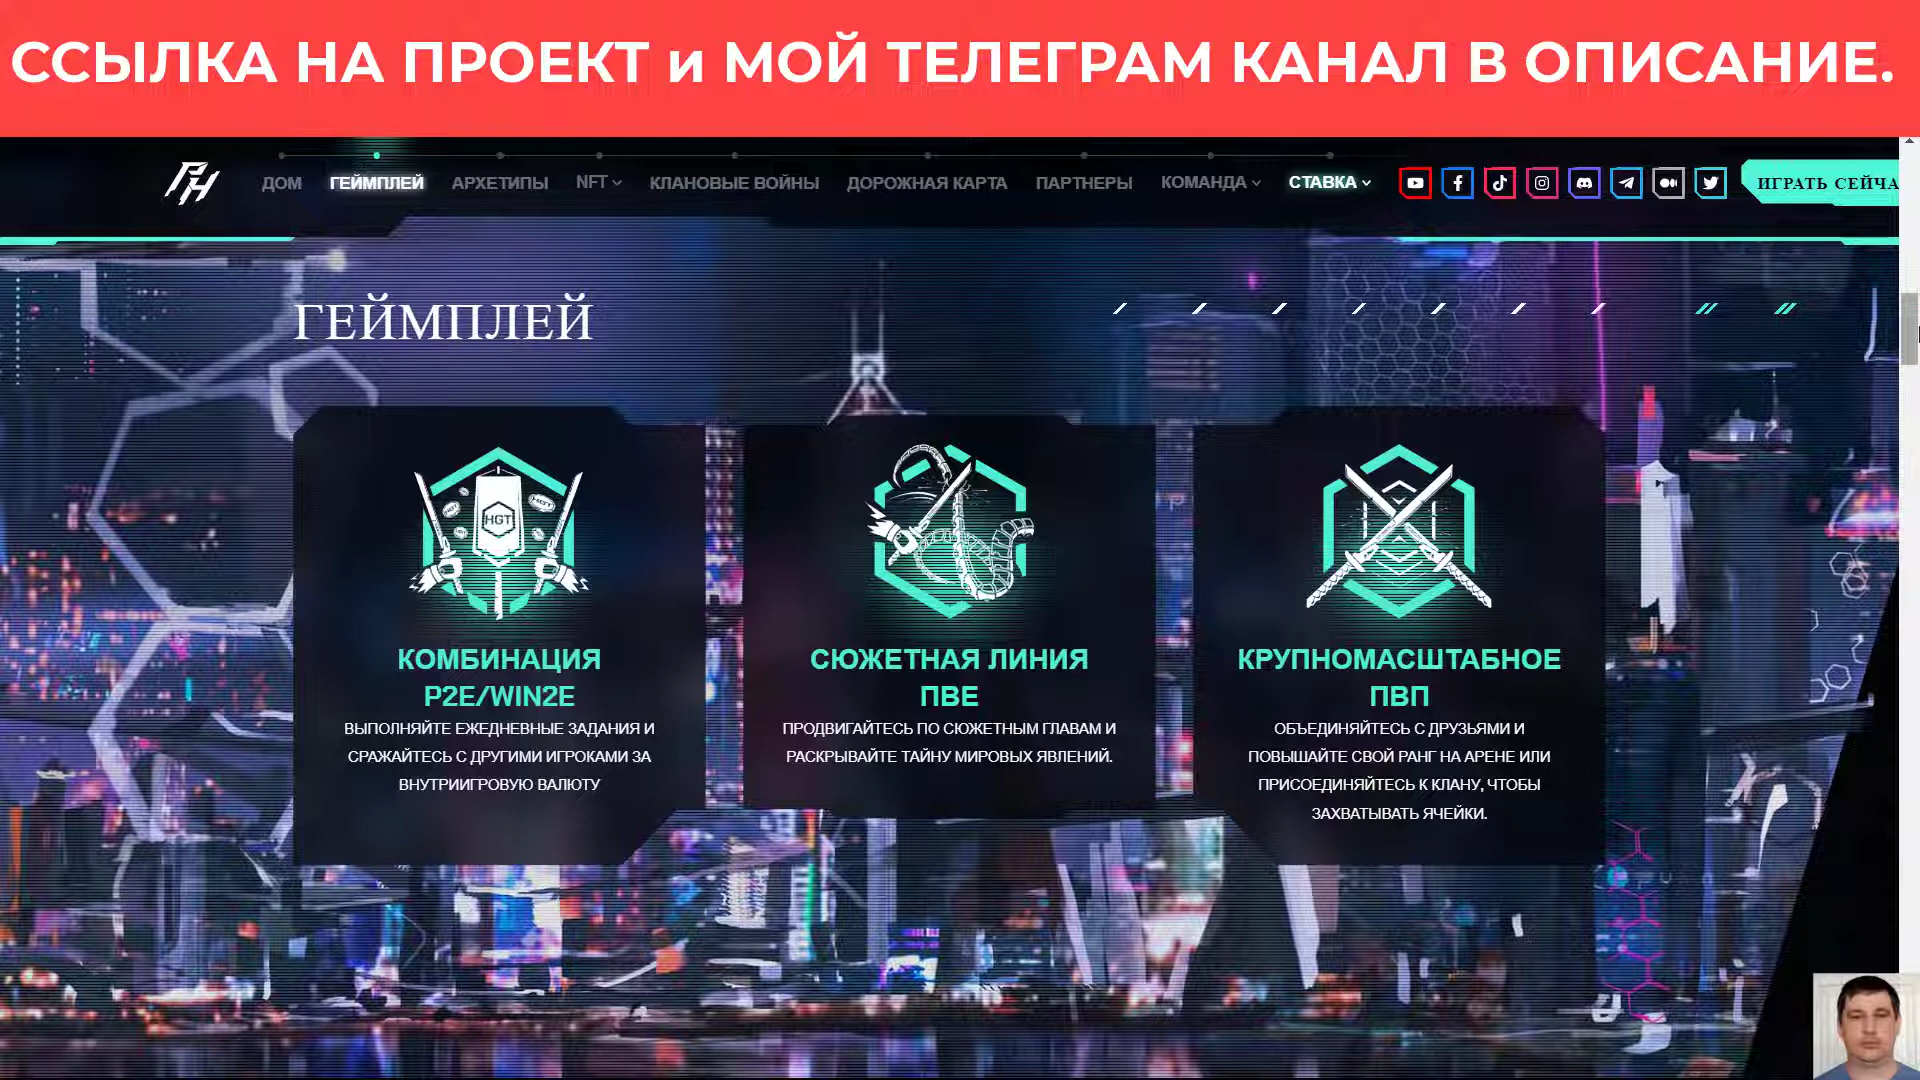 ССЫЛКА НА ПРОЕКТ и МОЙ ТЕЛЕГРАМ КАНАЛ В ОПИСАНИЕ.
ДОМ ГЕЙМПЛЕЙ АРХЕТИПЫ NFT КЛАНОВЫЕ ВОЙНЫ ДОРОЖНАЯ КАРТА ПАРТНЕРЫ КОМАНДА СТАВКА ИГРАТЬ СЕЙЧА
ГЕЙМПЛЕЙ
HGT
КОМБИНАЦИЯ
P2E/WIN2E
ВЫПОЛНЯЙТЕ ЕЖЕДНЕВНЫЕ ЗАДАНИЯ И
СРАЖАЙТЕСЬ С ДРУГИМИ ИГРОКАМИ ЗА
ВНУТРИИГРОВУЮ ВАЛЮТУ
СЮЖЕТНАЯ ЛИНИЯ
ПВЕ
ПРОДВИГАЙТЕСЬ ПО СЮЖЕТНЫМ ГЛАВАМ И
РАСКРЫВАЙТЕ ТАЙНУ МИРОВЫХ ЯВЛЕНИЙ.
КРУПНОМАСШТАБНОЕ
ПВП
ОБЪЕДИНЯЙТЕСЬ С ДРУЗЬЯМИ И
ПОВЫШАЙТЕ СВОЙ РАНГ НА АРЕНЕ ИЛИ
ПРИСОЕДИНЯЙТЕСЬ К КЛАНУ, ЧТОБЫ
ЗАХВАТЫВАТЬ ЯЧЕЙКИ.